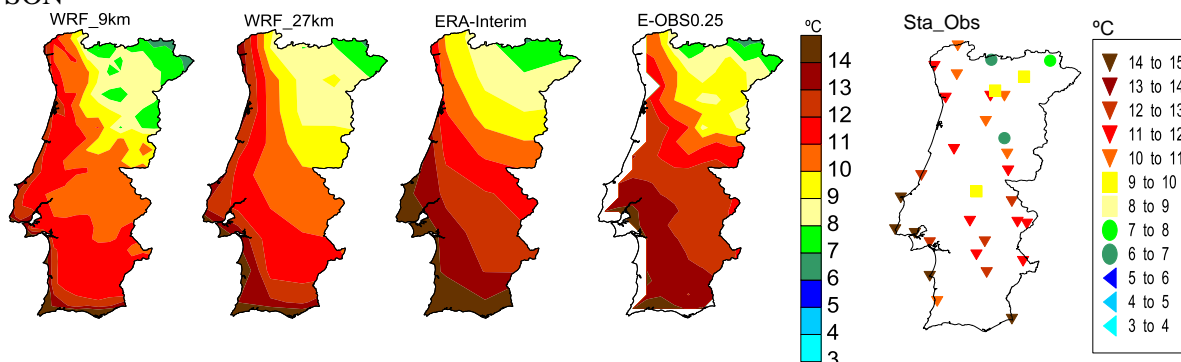 SON
WRF_9km
WRF_27km
ERA-Interim
E-OBS0.25
ºC
14
13
12
11
10
9
8
7
6
5
4
3
Sta_Obs
ºC
14 to 15
13 to 14
12 to 13
11 to 12
10 to 11
9 to 10
8 to 9
7 to 8
6 to 7
5 to 6
4 to 5
3 to 4